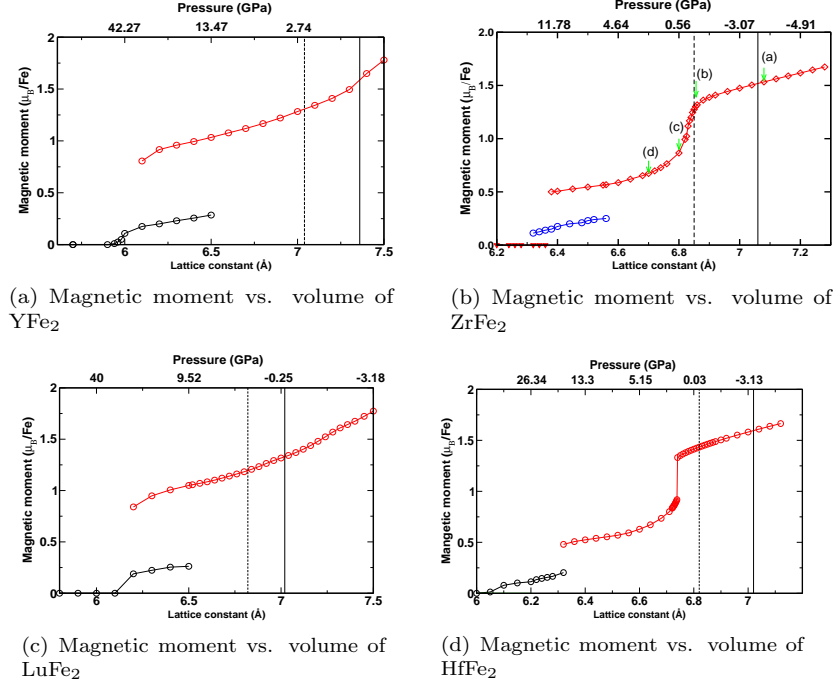 Pressure (GPa)
42.27 13.47 2.74
2
1.5
1
0.5
0
Magnetic moment (μB/Fe)
6 6.5 7 7.5
Lattice constant (Å)
(a) Magnetic moment vs. volume of
YFe2
Pressure (GPa)
11.78 4.64 0.56 -3.07 -4.91
2.0
1.5
1.0
0.5
0.0
Magnetic moment (μB/Fe)
(a)
(b)
(c)
(d)
6.2 6.4 6.6 6.8 7 7.2
Lattice constant (Å)
(b) Magnetic moment vs. volume of
ZrFe2
Pressure (GPa)
40 9.52 -0.25 -3.18
2
1.5
1
0.5
0
Magnetic moment (μB/Fe)
6 6.5 7 7.5
Lattice constant (Å)
(c) Magnetic moment vs. volume of
LuFe2
Pressure (GPa)
26.34 13.3 5.15 0.03 -3.13
2
1.5
1
0.5
0
Mangetic moment (μB/Fe)
6 6.2 6.4 6.6 6.8 7 7.2
Lattice constant (Å)
(d) Magnetic moment vs. volume of
HfFe2